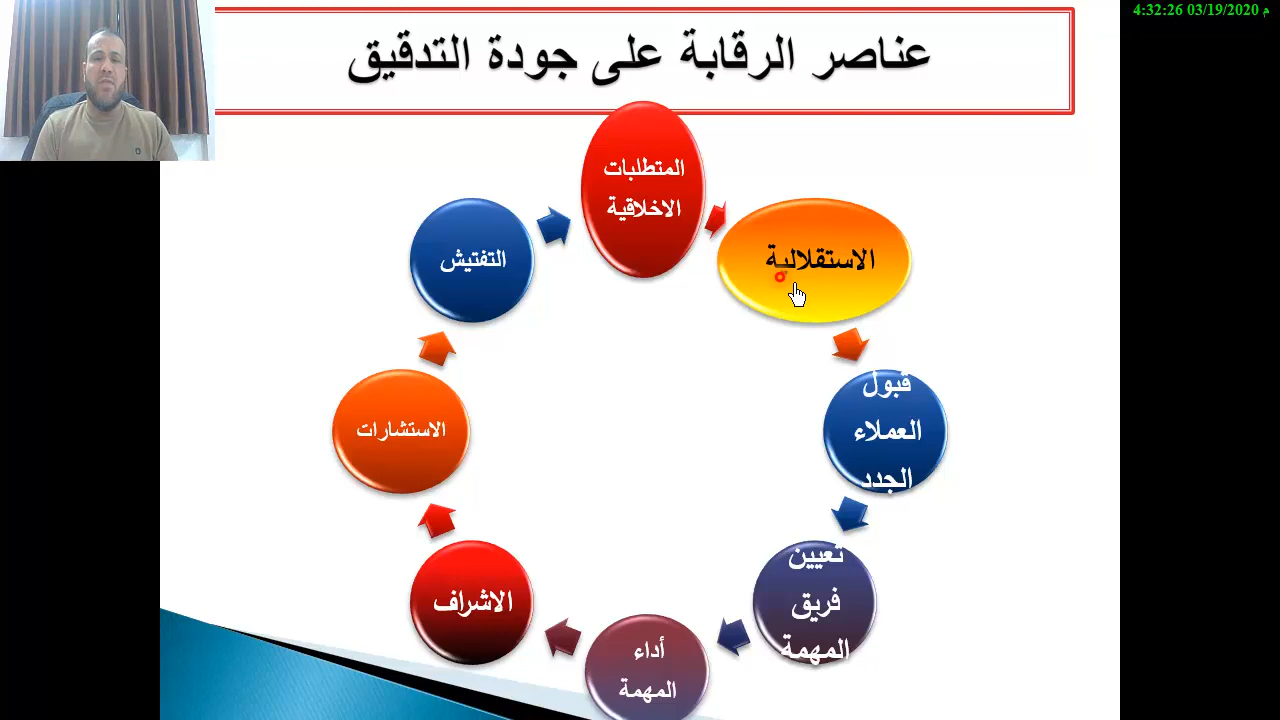 4:32:26 03/19/2020 م
عناصر الرقابة على جودة التدقيق
المتطلبات
الاخلاقية
الاستقلالية
قبول
العملاء
الجدد
تعيين
فريق
المهمة
أداء
المهمة
الاشراف
الاستشارات
التفتيش